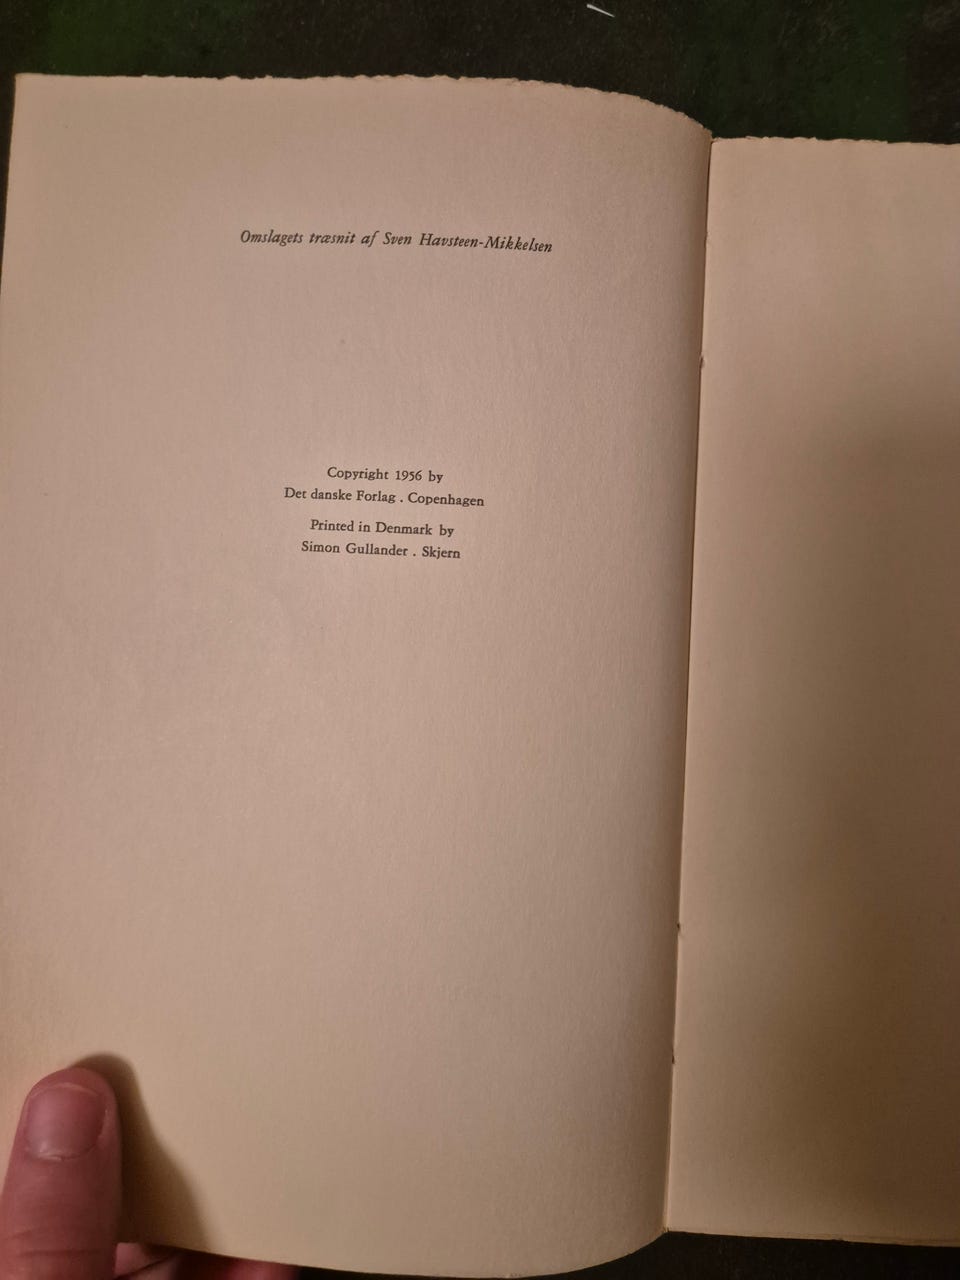 Omslagets træsnit af Sven Havsteen-Mikkelsen
Copyright 1956 by
Det danske Forlag . Copenhagen
Printed in Denmark by
Simon Gullander . Skjern